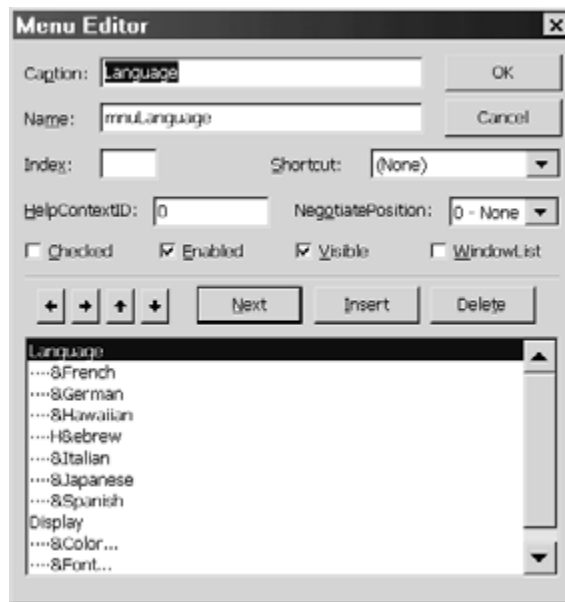 Menu Editor
Caption: Language
OK
Name: mnuLanguage
Cancel
Index:
Shortcut: (None)
HelpContextID: 0
NegotiatePosition: 0 - None
Checked Enabled Visible WindowList
Next Insert Delete
Language
····&French
····&German
····&Hawaiian
····H&ebrew
····&Italian
····&Japanese
····&Spanish
Display
····&Color...
····&Font...